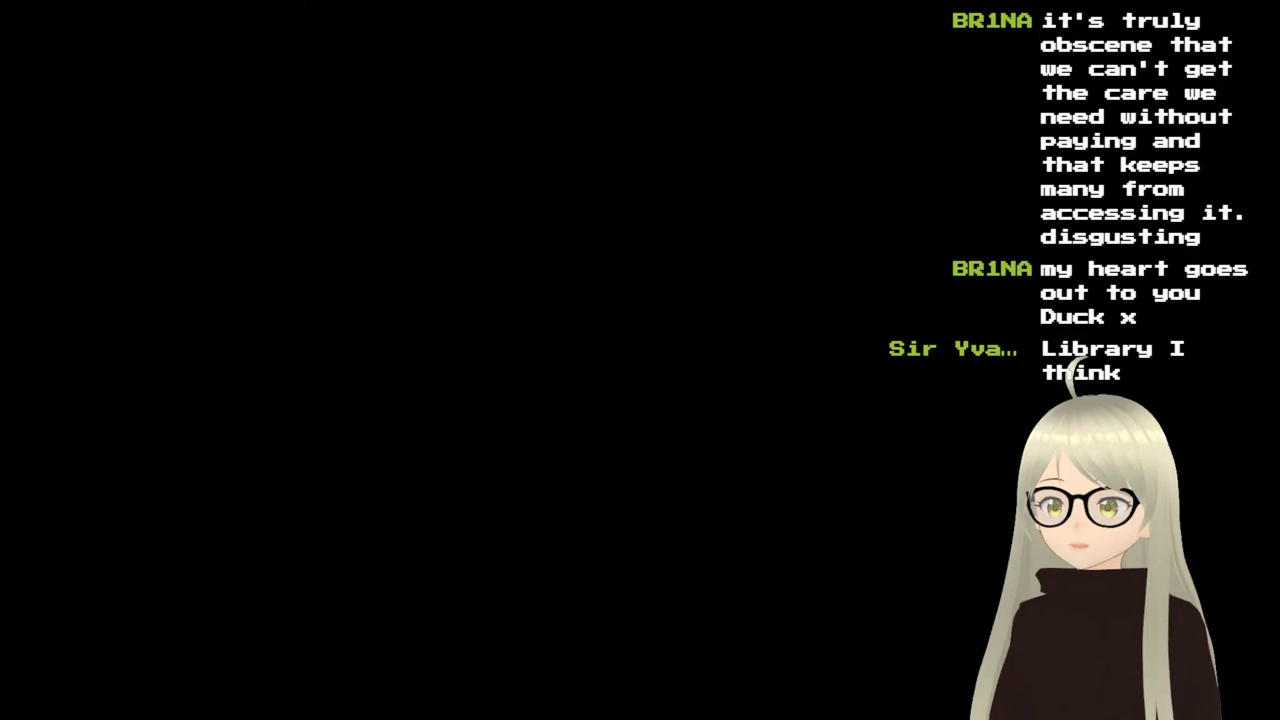 BR1NA it's truly
obscene that
we can't get
the care we
need without
paying and
that keeps
many from
accessing it.
disgusting
BR1NA my heart goes
out to you
Duck x
Sir Yva… Library I
think